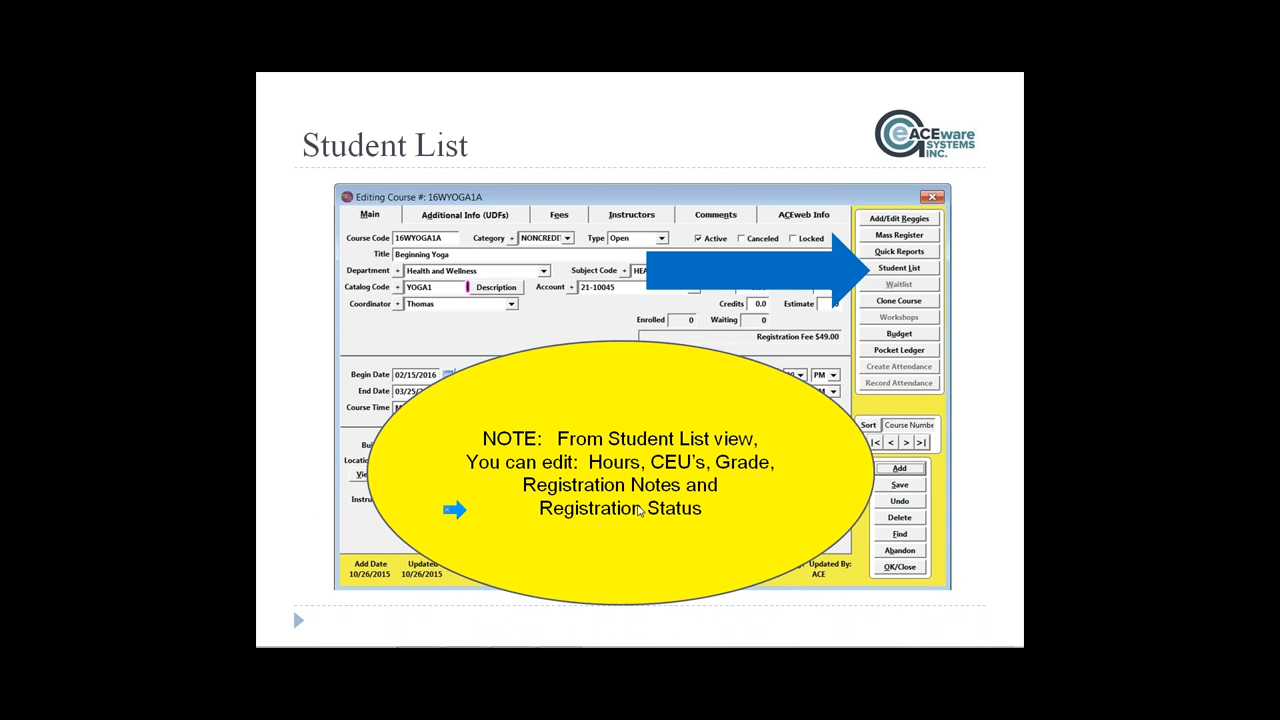 Student List
ACEware
SYSTEMS
INC.
Editing Course #: 16WYOGA1A
Main Additional Info (UDFs) Fees Instructors Comments ACEweb Info
Course Code 16WYOGA1A Category + NONCREDIT Type Open Active Canceled Locked
Title Beginning Yoga
Department + Health and Wellness Subject Code + HEA
Catalog Code + YOGA1 Description Account + 21-10045
Coordinator + Thomas Credits 0.0 Estimate
Enrolled 0 Waiting 0
Registration Fee $49.00
Begin Date 02/15/2016 PM
End Date 03/25/
Course Time
NOTE: From Student List view,
You can edit: Hours, CEU's, Grade,
Registration Notes and
Registration Status
Add Date Updated Updated By:
10/26/2015 10/26/2015 ACE
Add/Edit Reggies
Mass Register
Quick Reports
Student List
Waitlist
Clone Course
Workshops
Budget
Pocket Ledger
Create Attendance
Record Attendance
Sort Course Numbe
|< < > >|
Add
Save
Undo
Delete
Find
Abandon
OK/Close